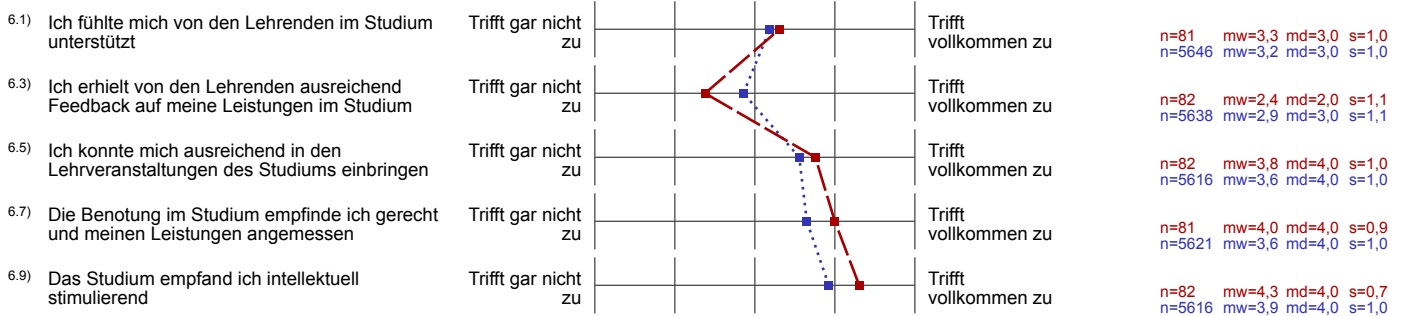 6.1) Ich fühlte mich von den Lehrenden im Studium
unterstützt
Trifft gar nicht
zu
Trifft
vollkommen zu
n=81 mw=3,3 md=3,0 s=1,0
n=5646 mw=3,2 md=3,0 s=1,0
6.3) Ich erhielt von den Lehrenden ausreichend
Feedback auf meine Leistungen im Studium
Trifft gar nicht
zu
Trifft
vollkommen zu
n=82 mw=2,4 md=2,0 s=1,1
n=5638 mw=2,9 md=3,0 s=1,1
6.5) Ich konnte mich ausreichend in den
Lehrveranstaltungen des Studiums einbringen
Trifft gar nicht
zu
Trifft
vollkommen zu
n=82 mw=3,8 md=4,0 s=1,0
n=5616 mw=3,6 md=4,0 s=1,0
6.7) Die Benotung im Studium empfinde ich gerecht
und meinen Leistungen angemessen
Trifft gar nicht
zu
Trifft
vollkommen zu
n=81 mw=4,0 md=4,0 s=0,9
n=5621 mw=3,6 md=4,0 s=1,0
6.9) Das Studium empfand ich intellektuell
stimulierend
Trifft gar nicht
zu
Trifft
vollkommen zu
n=82 mw=4,3 md=4,0 s=0,7
n=5616 mw=3,9 md=4,0 s=1,0